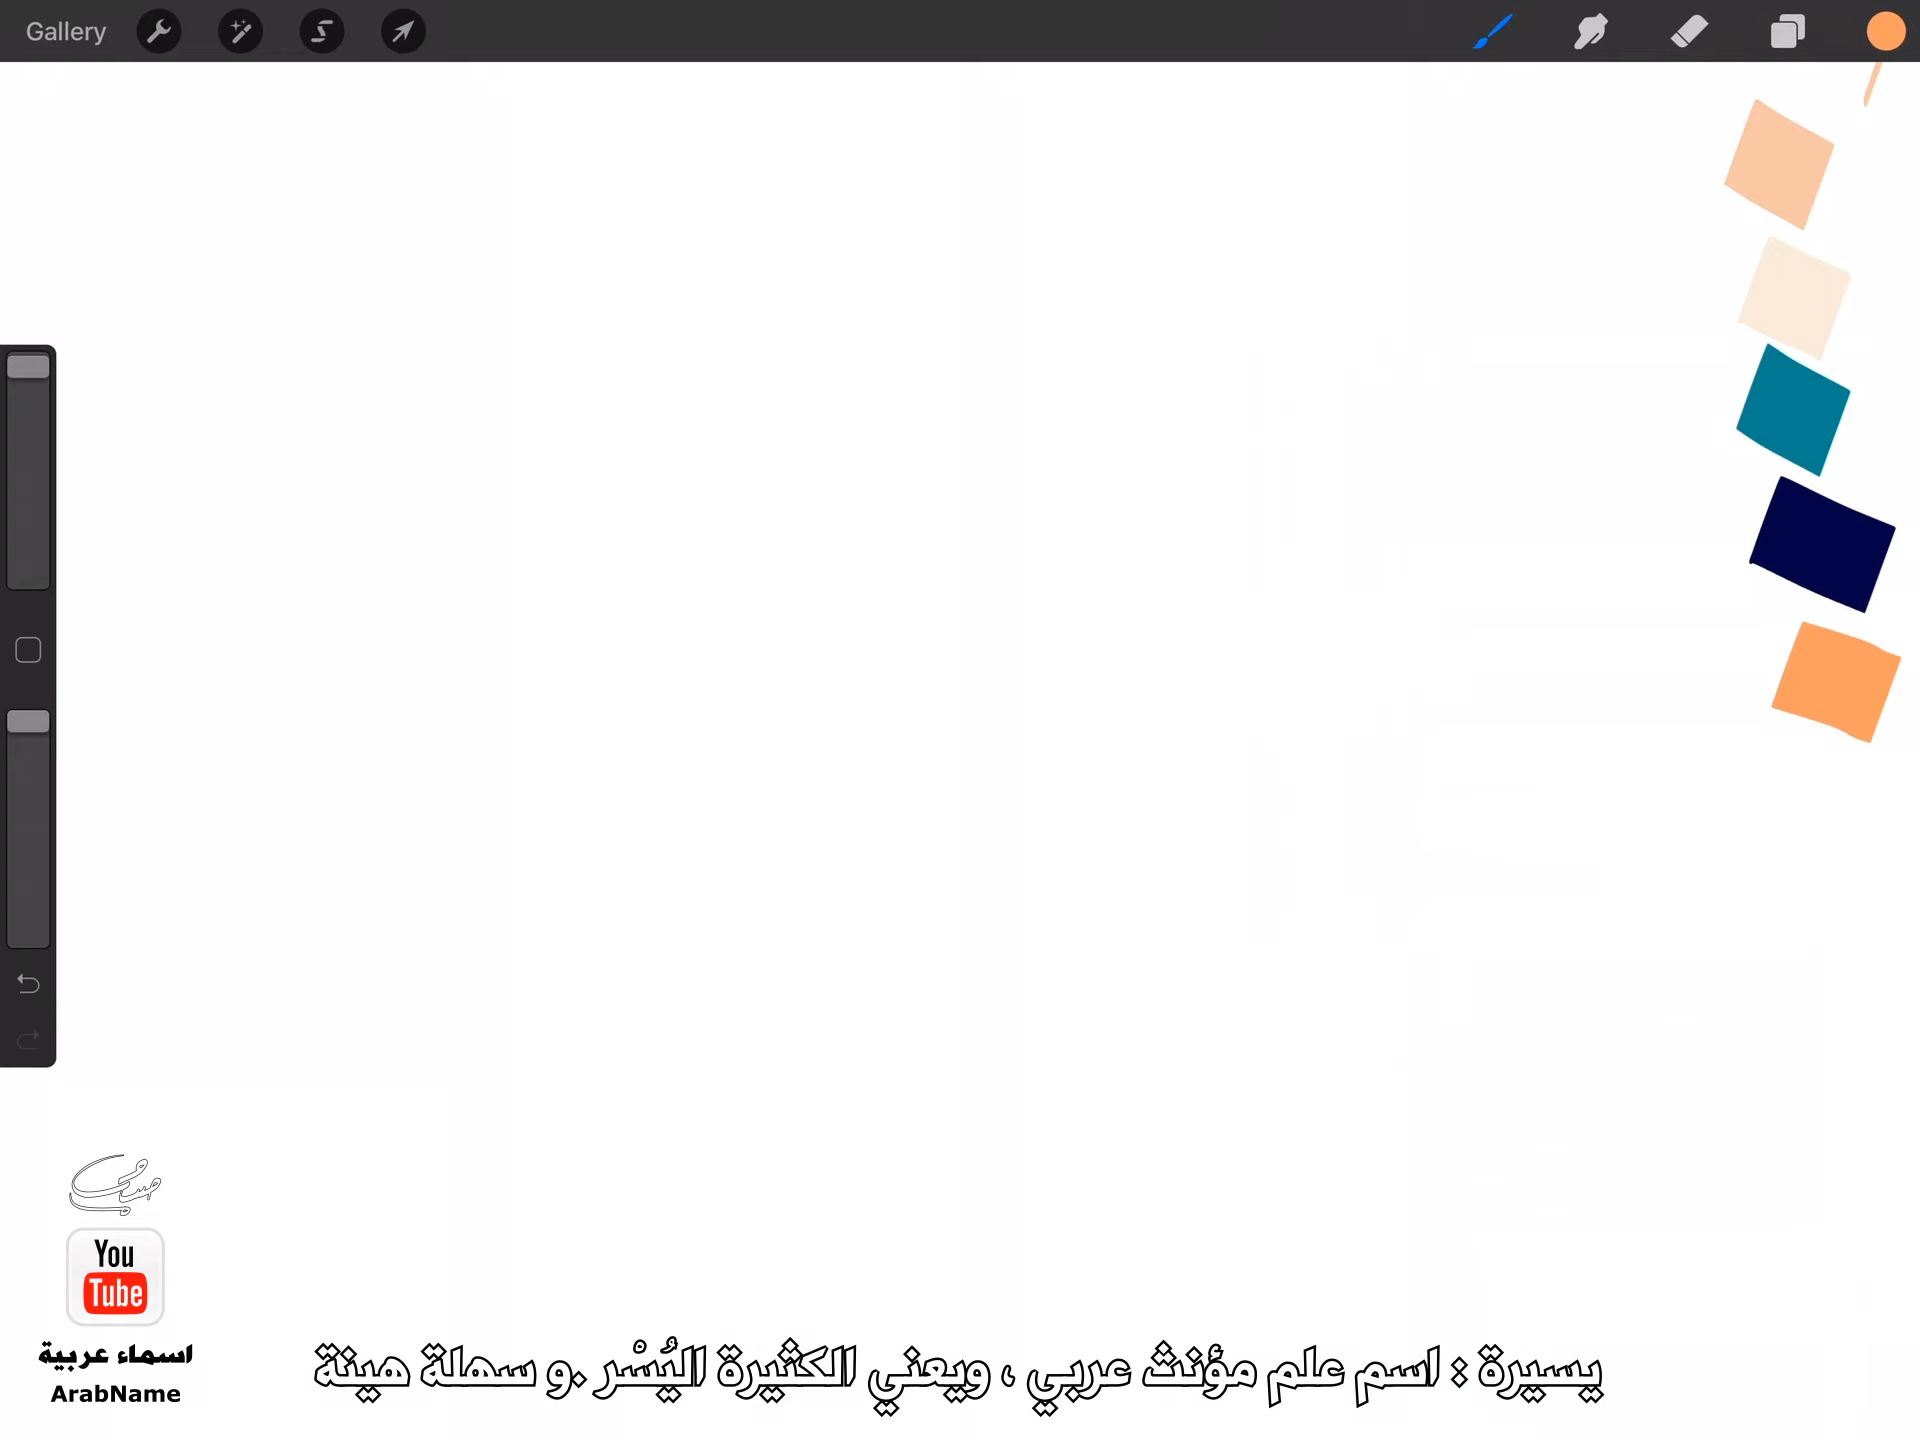 Gallery
You
Tube
اسماء عربية
ArabName
يسيرة : اسم علم مؤنث عربي ، ويعني الكثيرة اليُسْر .و سهلة هينة